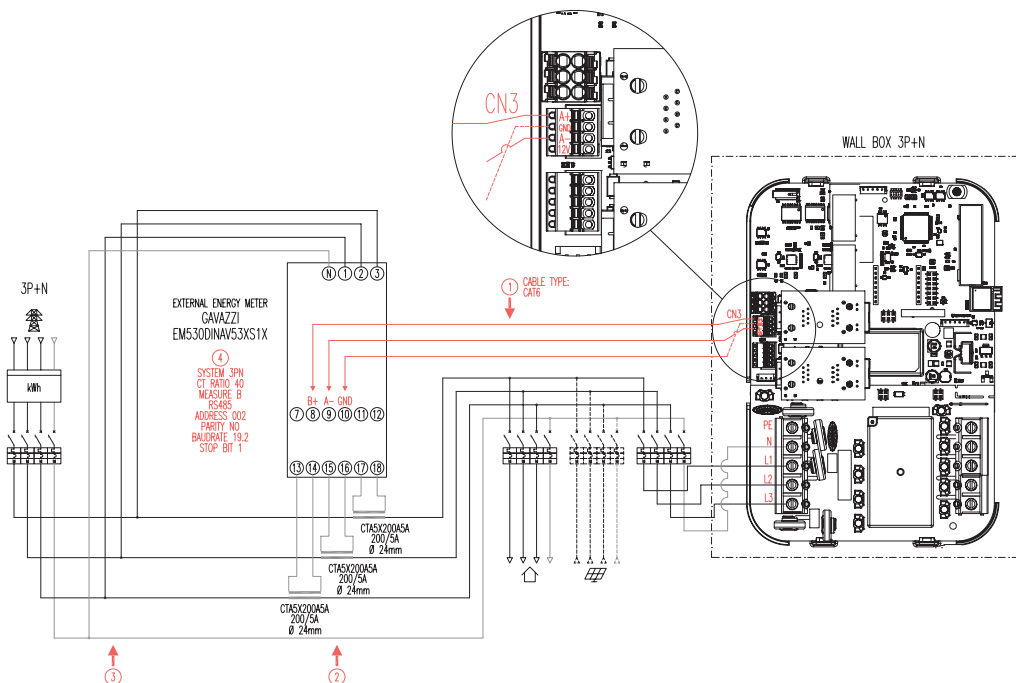 CN3
A+
GND
A-
12V
WALL BOX 3P+N
3P+N
kWh
N 1 2 3
EXTERNAL ENERGY METER
GAVAZZI
EM530DINAV53XS1X
4
SYSTEM 3PN
CT RATIO 40
MEASURE B
RS485
ADDRESS 002
PARITY NO
BAUDRATE 19.2
STOP BIT 1
B+ A- GND
7 8 9 10 11 12
13 14 15 16 17 18
1
CABLE TYPE:
CAT6
CN3
PE
N
L1
L2
L3
CTA5X200A5A
200/5A
Ø 24mm
CTA5X200A5A
200/5A
Ø 24mm
CTA5X200A5A
200/5A
Ø 24mm
3
2